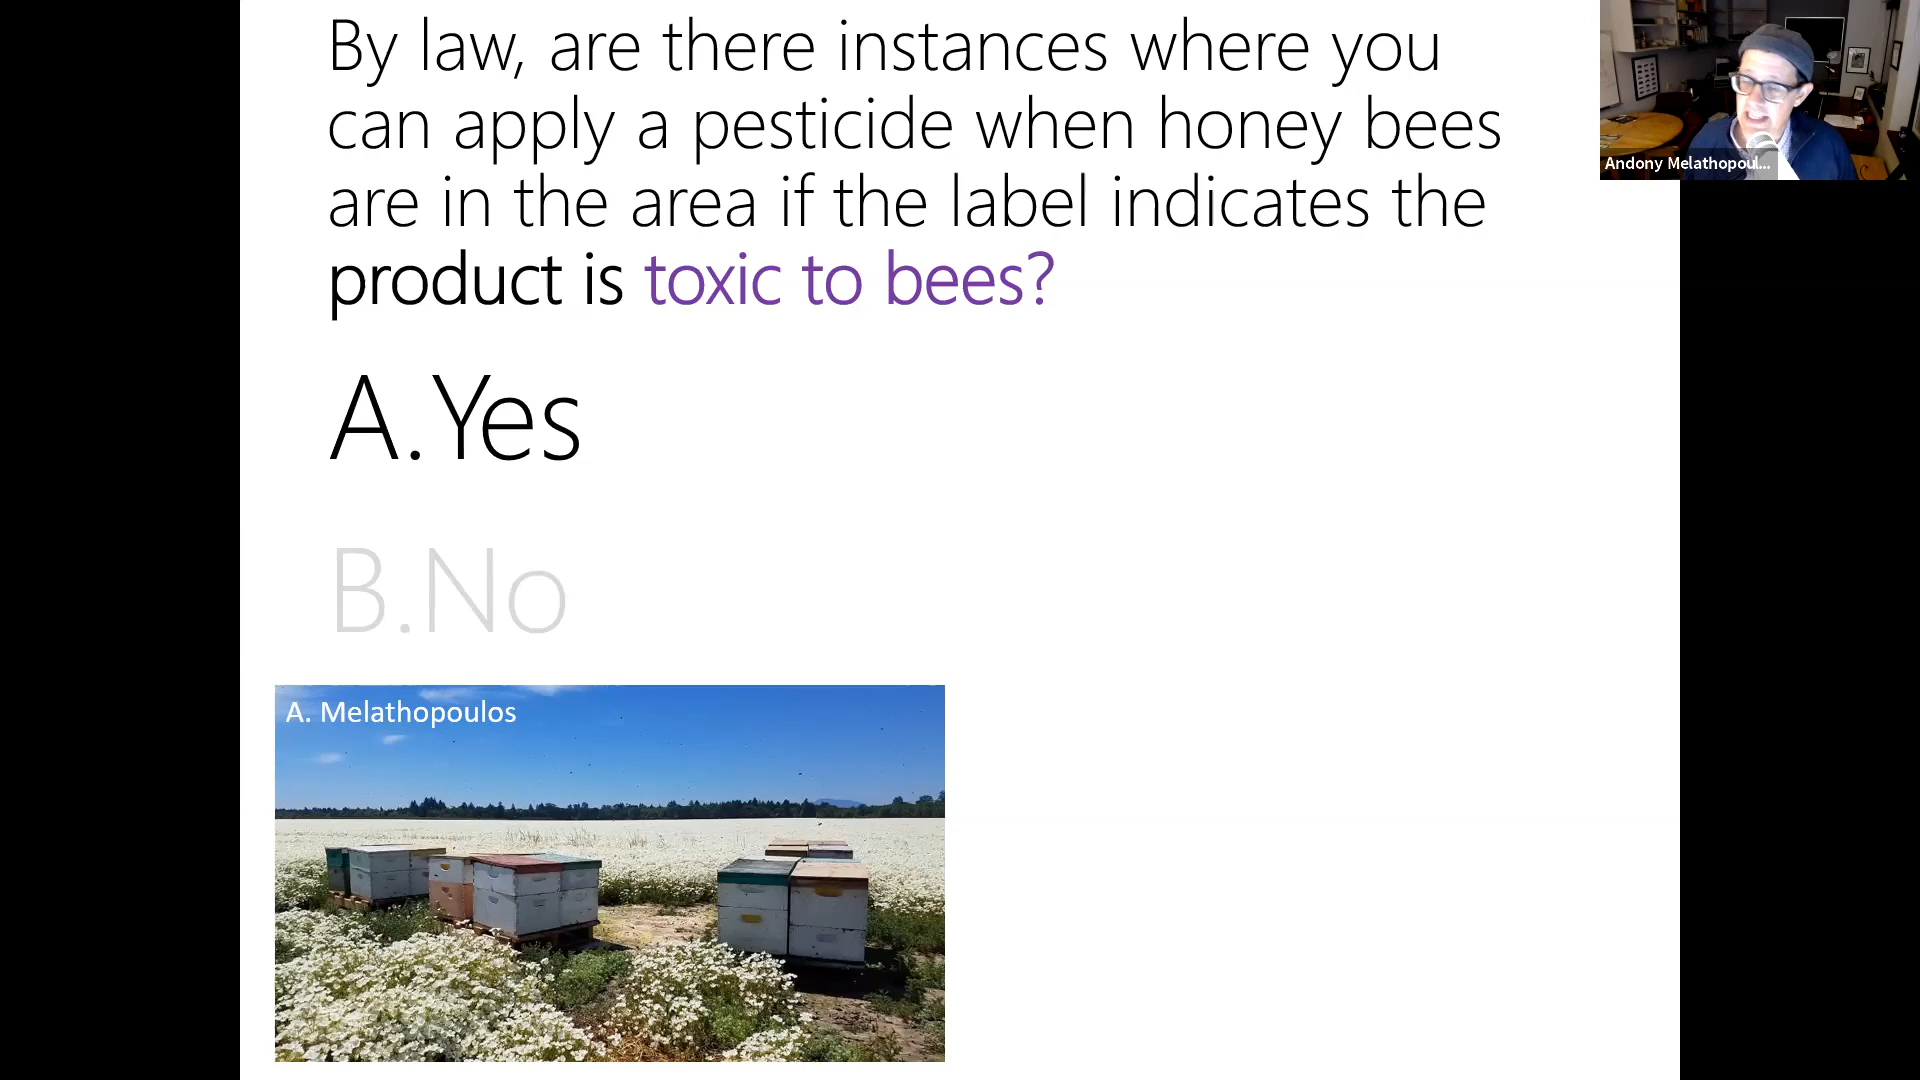 By law, are there instances where you
can apply a pesticide when honey bees
are in the area if the label indicates the
product is toxic to bees?
A.Yes
B.No
A. Melathopoulos
Andony Melathopoul...